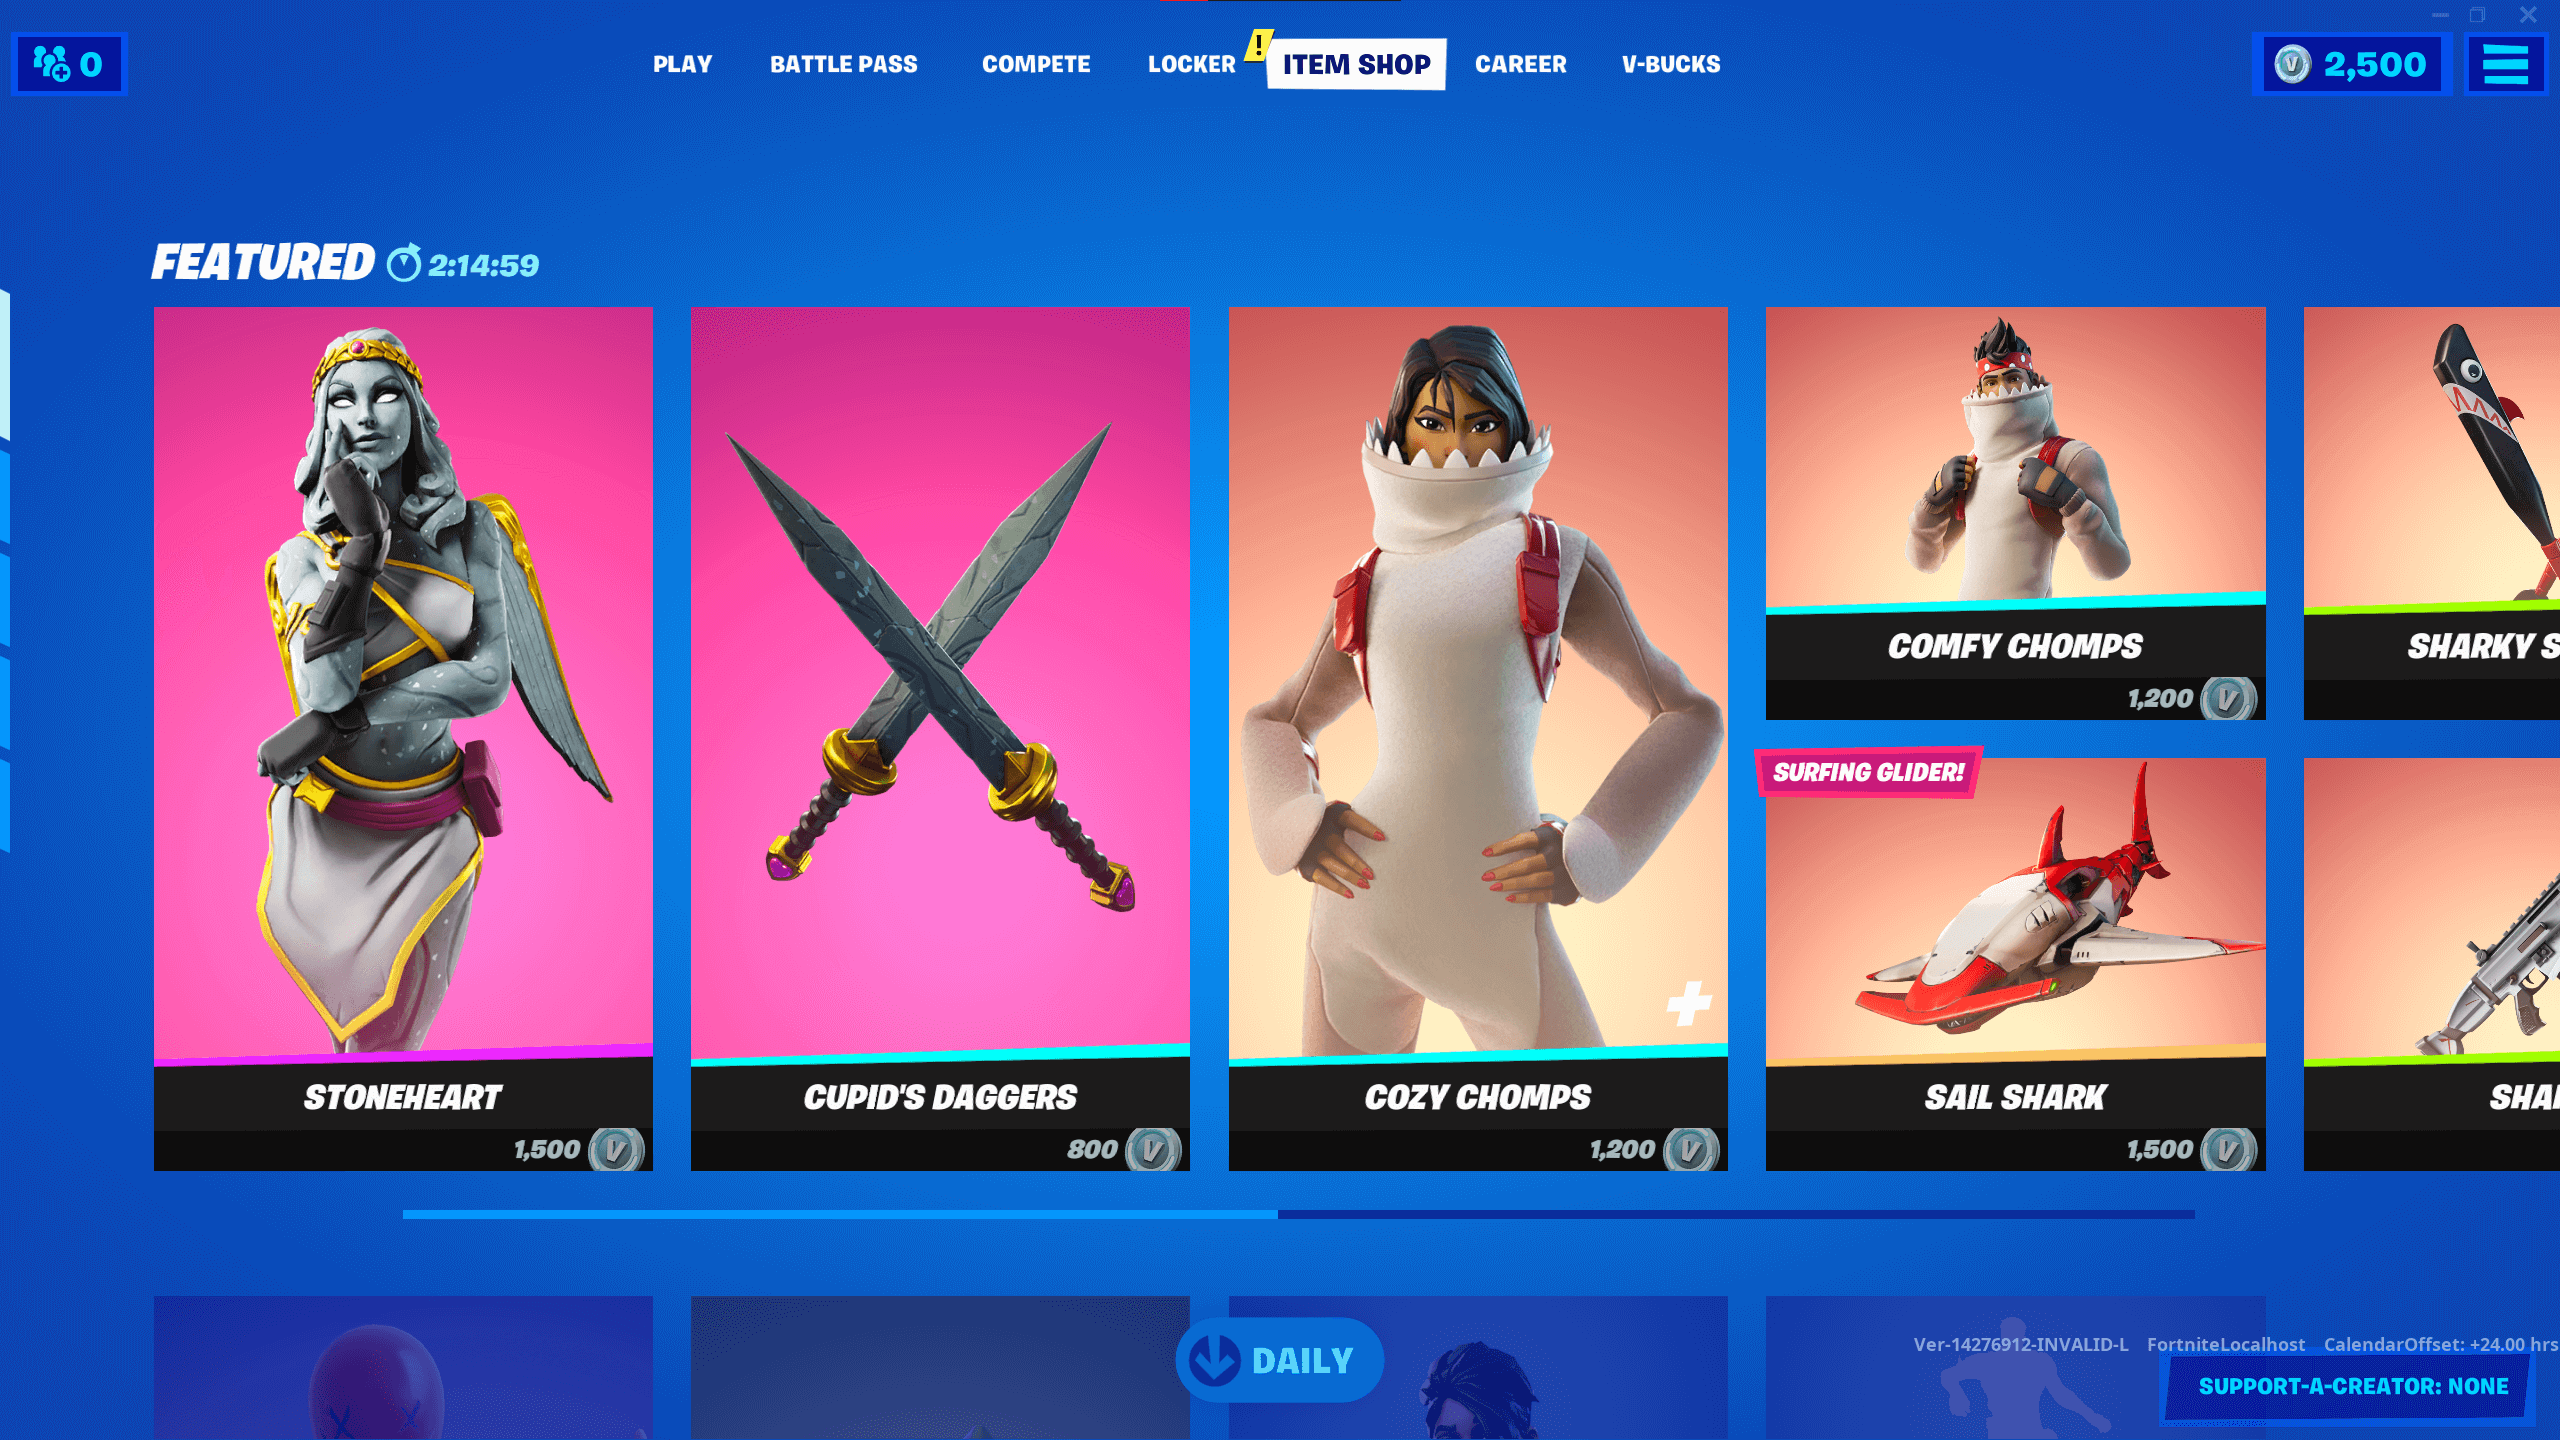 0
PLAY
BATTLE PASS
COMPETE
LOCKER
!
ITEM SHOP
CAREER
V-BUCKS
2,500
FEATURED
2:14:59
STONEHEART
1,500
CUPID'S DAGGERS
800
COZY CHOMPS
1,200
COMFY CHOMPS
1,200
SHARKY S
SURFING GLIDER!
SAIL SHARK
1,500
DAILY
Ver-14276912-INVALID-L FortniteLocalhost CalendarOffset: +24.00 hrs
SUPPORT-A-CREATOR: NONE